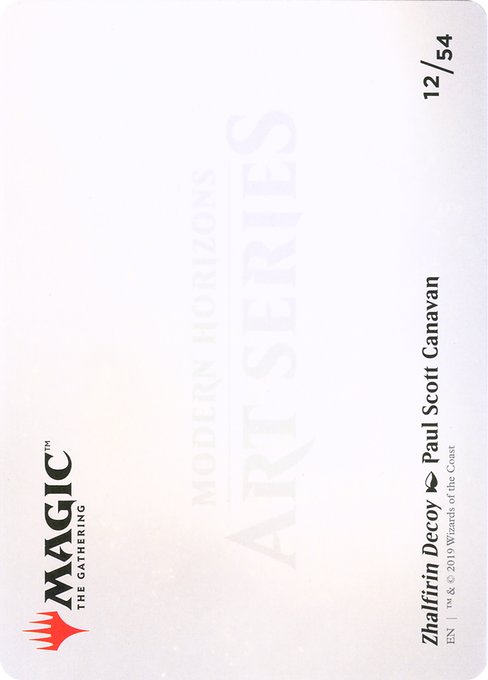 12/54
MODERN HORIZONS
ART SERIES
MAGIC™
THE GATHERING
Zhalfirin Decoy Paul Scott Canavan
EN | ™ & © 2019 Wizards of the Coast